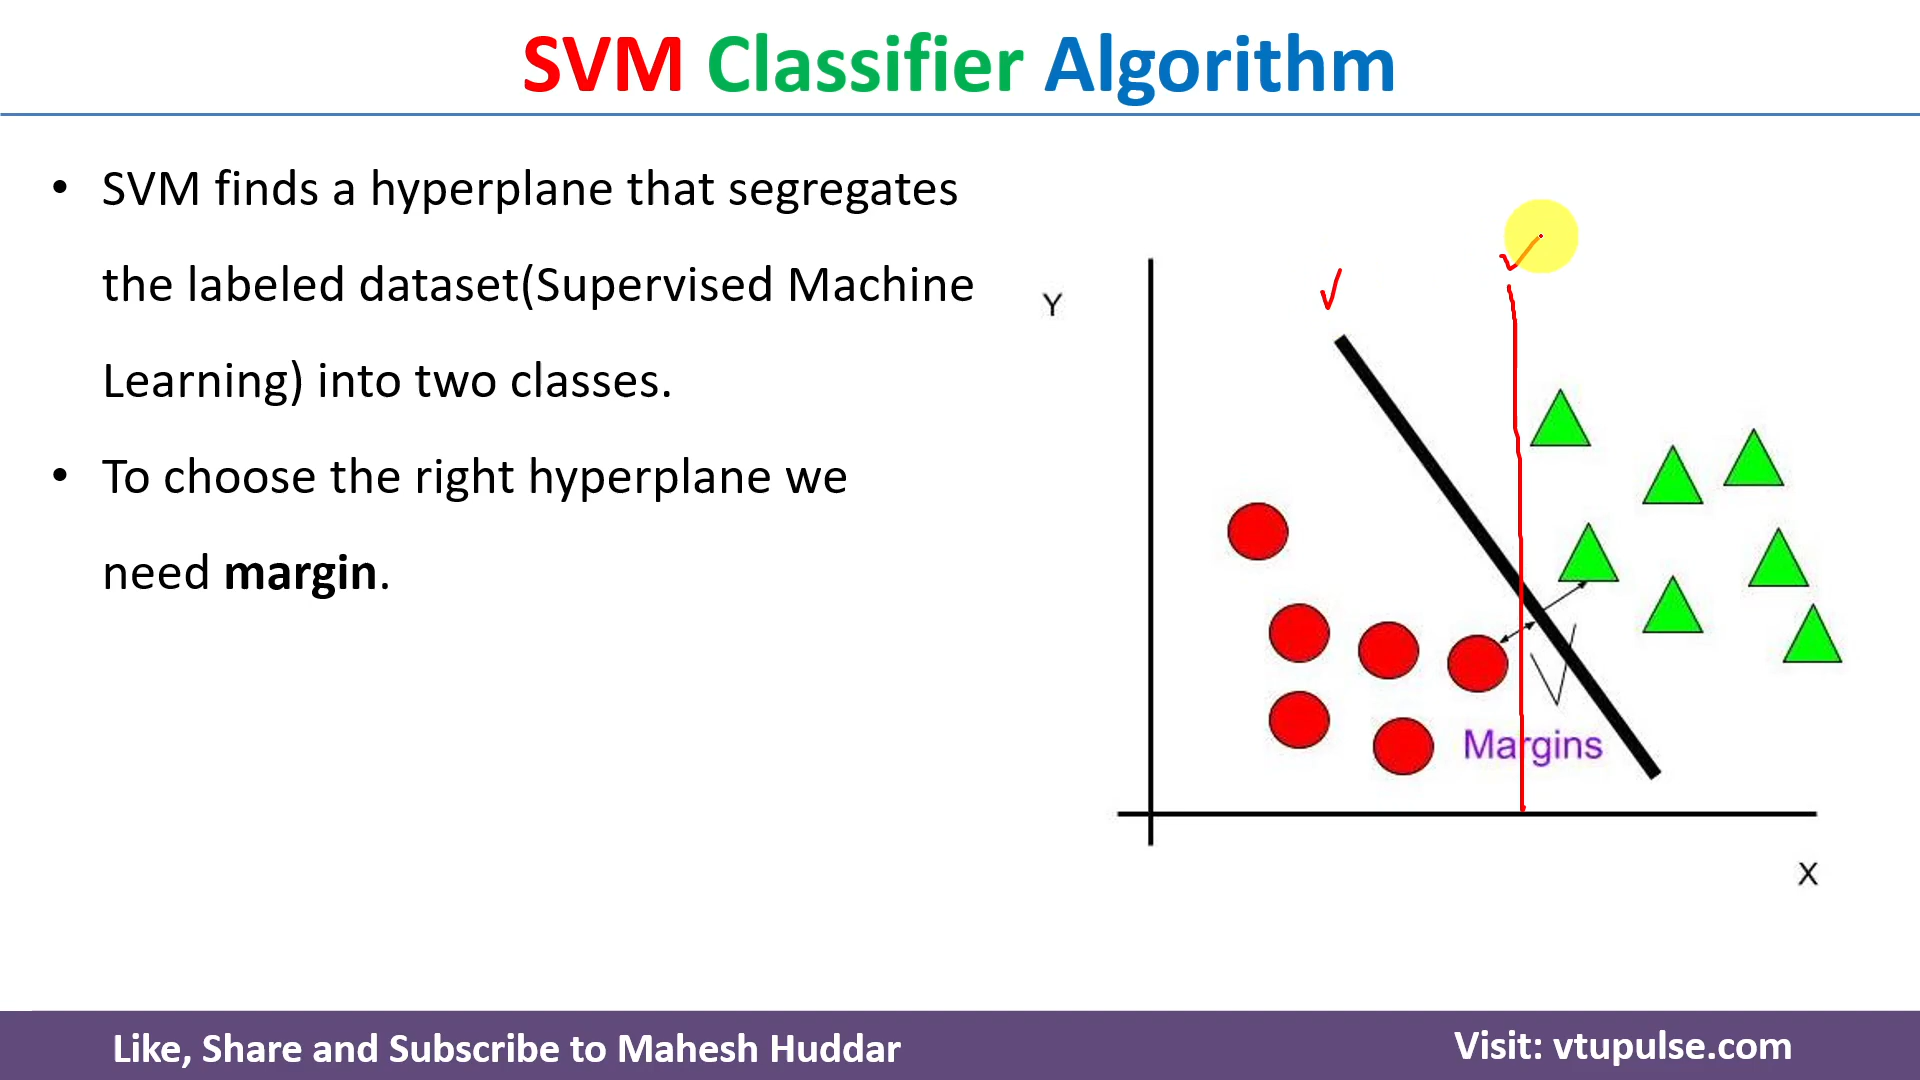 SVM Classifier Algorithm
• SVM finds a hyperplane that segregates
the labeled dataset(Supervised Machine
Learning) into two classes.
• To choose the right hyperplane we
need margin.
Y
Margins
X
Like, Share and Subscribe to Mahesh Huddar
Visit: vtupulse.com